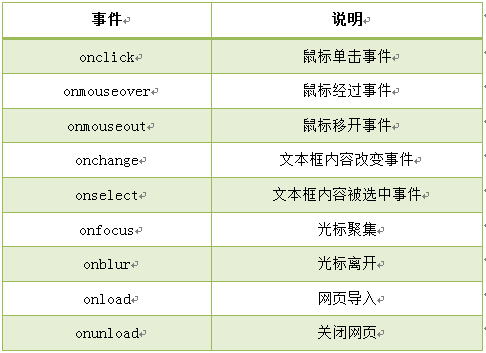 事件 说明
onclick 鼠标单击事件
onmouseover 鼠标经过事件
onmouseout 鼠标移开事件
onchange 文本框内容改变事件
onselect 文本框内容被选中事件
onfocus 光标聚集
onblur 光标离开
onload 网页导入
onunload 关闭网页